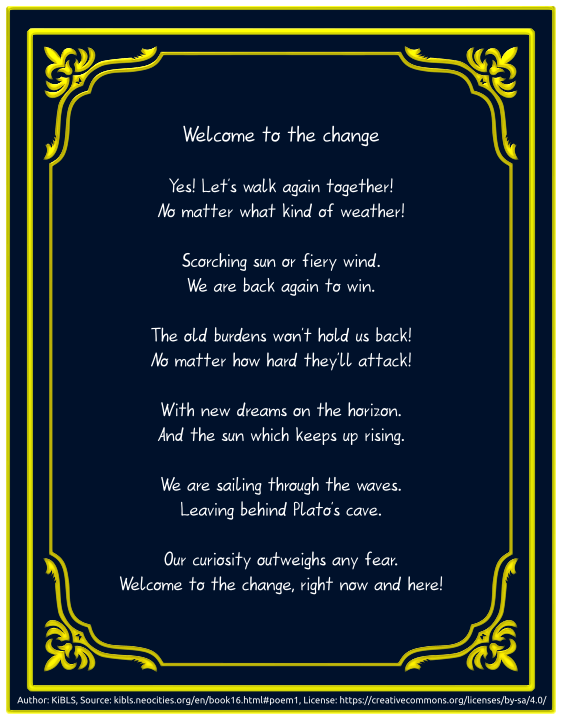 Welcome to the change
Yes! Let's walk again together!
No matter what kind of weather!
Scorching sun or fiery wind.
We are back again to win.
The old burdens won't hold us back!
No matter how hard they'll attack!
With new dreams on the horizon.
And the sun which keeps up rising.
We are sailing through the waves.
Leaving behind Plato's cave.
Our curiosity outweighs any fear.
Welcome to the change, right now and here!
Author: KiBLS, Source: kibls.neocities.org/en/book16.html#poem1, License: https://creativecommons.org/licenses/by-sa/4.0/